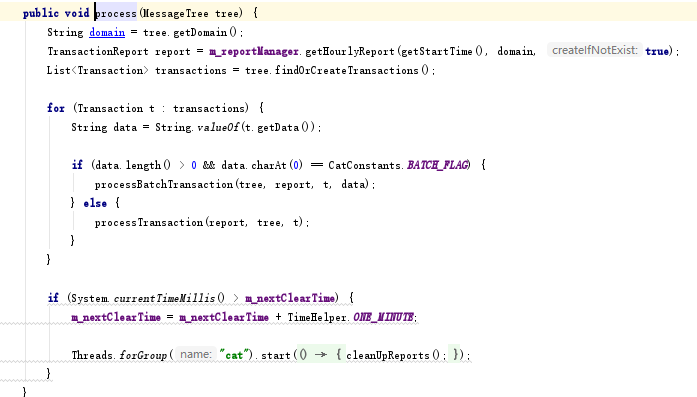 public void process(MessageTree tree) {
String domain = tree.getDomain();
TransactionReport report = m_reportManager.getHourlyReport(getStartTime(), domain, createIfNotExist: true);
List<Transaction> transactions = tree.findOrCreateTransactions();
for (Transaction t : transactions) {
String data = String.valueOf(t.getData());
if (data.length() > 0 && data.charAt(0) == CatConstants.BATCH_FLAG) {
processBatchTransaction(tree, report, t, data);
} else {
processTransaction(report, tree, t);
}
}
if (System.currentTimeMillis() > m_nextClearTime) {
m_nextClearTime = m_nextClearTime + TimeHelper.ONE_MINUTE;
Threads.forGroup( name: "cat").start(() → { cleanUpReports(); });
}
}